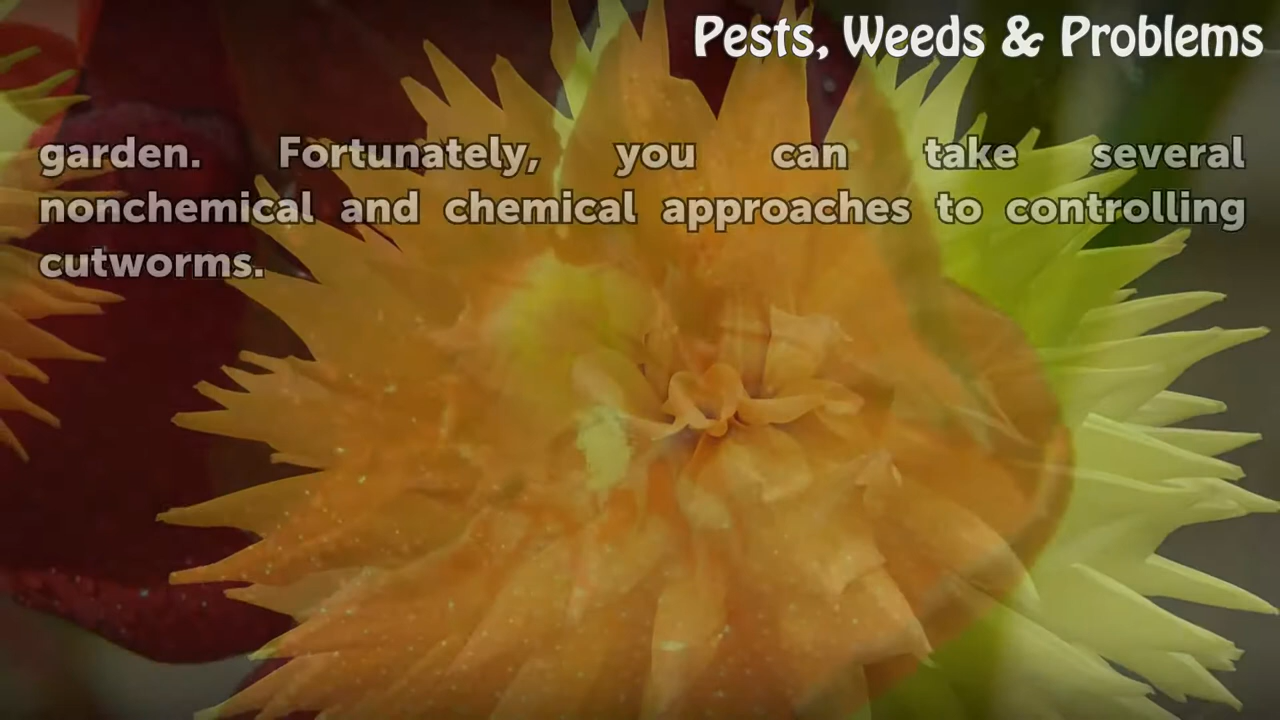 Pests, Weeds & Problems
garden. Fortunately, you can take several
nonchemical and chemical approaches to controlling
cutworms.